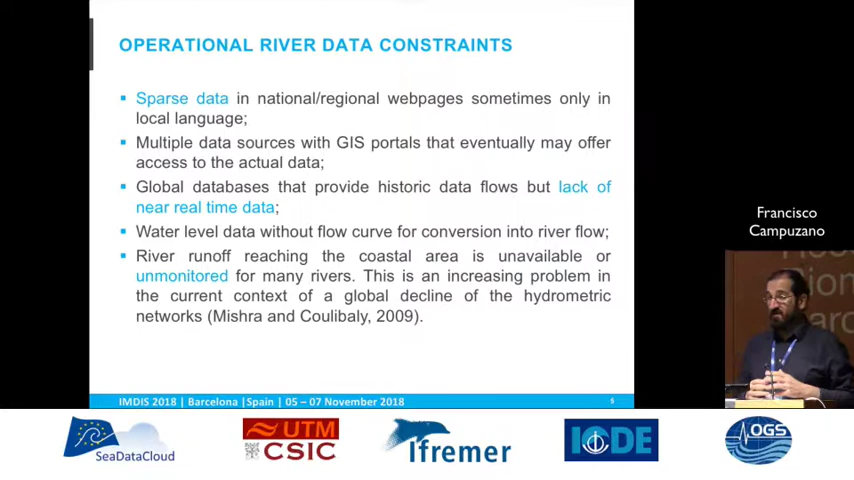 OPERATIONAL RIVER DATA CONSTRAINTS
▪ Sparse data in national/regional webpages sometimes only in
local language;
▪ Multiple data sources with GIS portals that eventually may offer
access to the actual data;
▪ Global databases that provide historic data flows but lack of
near real time data;
▪ Water level data without flow curve for conversion into river flow;
▪ River runoff reaching the coastal area is unavailable or
unmonitored for many rivers. This is an increasing problem in
the current context of a global decline of the hydrometric
networks (Mishra and Coulibaly, 2009).
IMDIS 2018 | Barcelona |Spain | 05 – 07 November 2018
Francisco
Campuzano
SeaDataCloud
UTM
CSIC
Ifremer
IODE
OGS